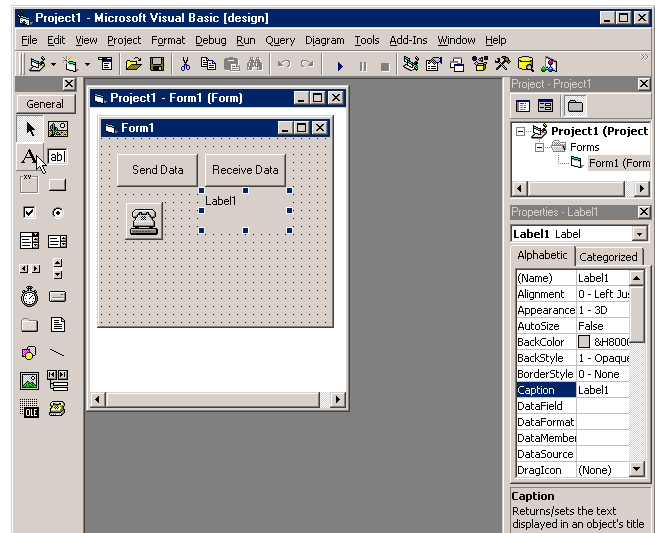 Project1 - Microsoft Visual Basic [design]
File Edit View Project Format Debug Run Query Diagram Tools Add-Ins Window Help
General
A
ab|
XY
OLE
Project1 - Form1 (Form)
Form1
Send Data
Receive Data
Label1
Project - Project1
Project1 (Project
Forms
Form1 (Form
Properties - Label1
Label1 Label
Alphabetic Categorized
(Name) Label1
Alignment 0 - Left Jus
Appearance 1 - 3D
AutoSize False
BackColor &H8000
BackStyle 1 - Opaque
BorderStyle 0 - None
Caption Label1
DataField
DataFormat
DataMember
DataSource
DragIcon (None)
Caption
Returns/sets the text
displayed in an object's title